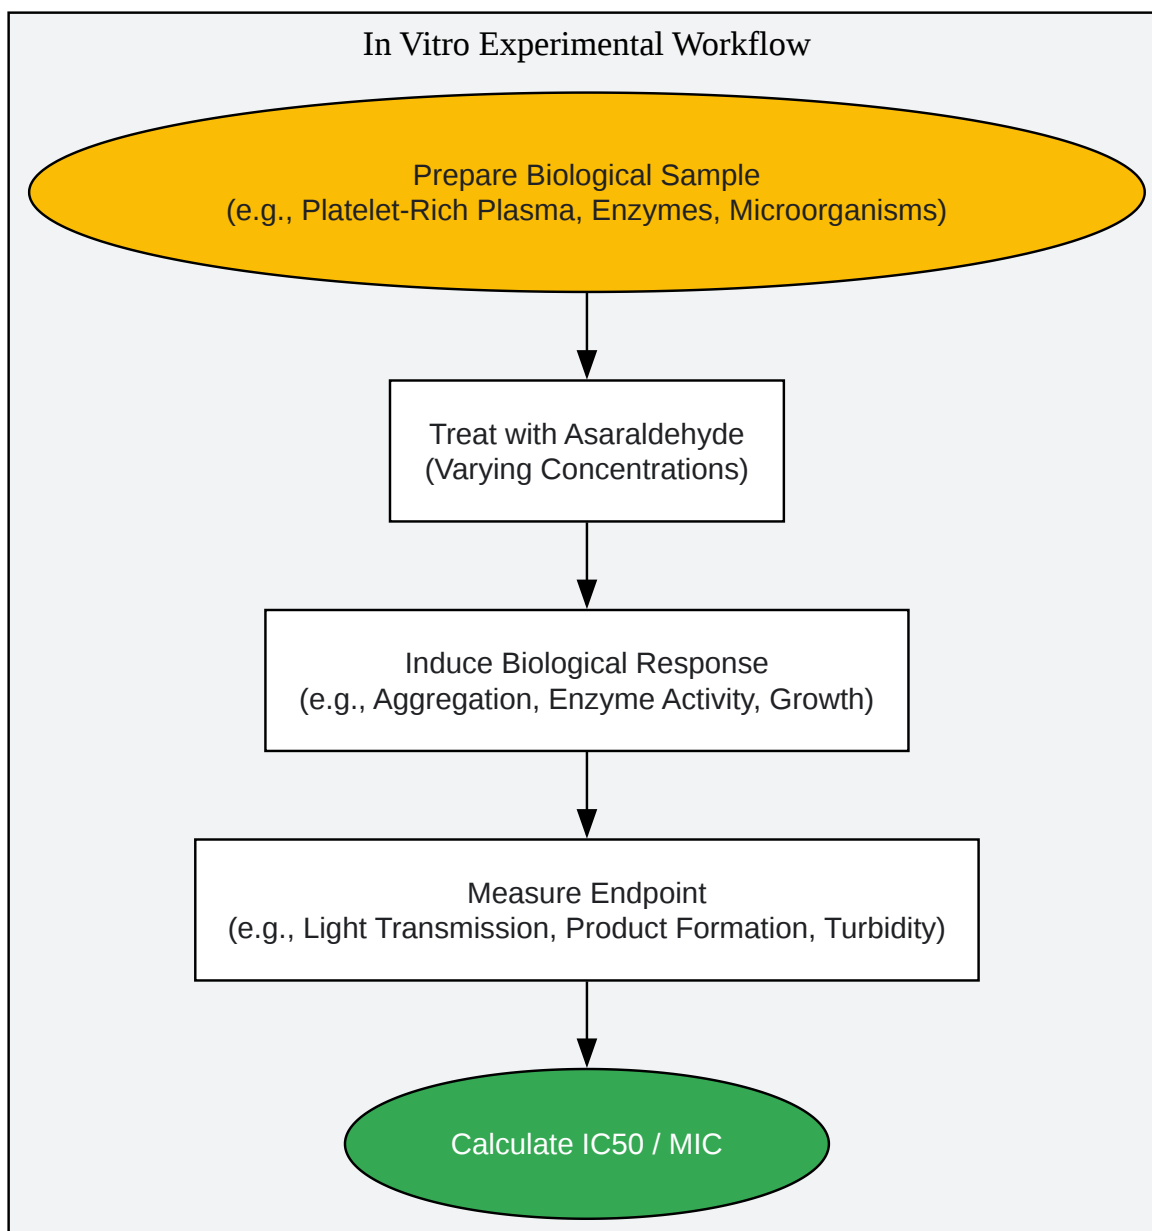 In Vitro Experimental Workflow
Prepare Biological Sample
(e.g., Platelet-Rich Plasma, Enzymes, Microorganisms)
Treat with Asaraldehyde
(Varying Concentrations)
Induce Biological Response
(e.g., Aggregation, Enzyme Activity, Growth)
Measure Endpoint
(e.g., Light Transmission, Product Formation, Turbidity)
Calculate IC50 / MIC